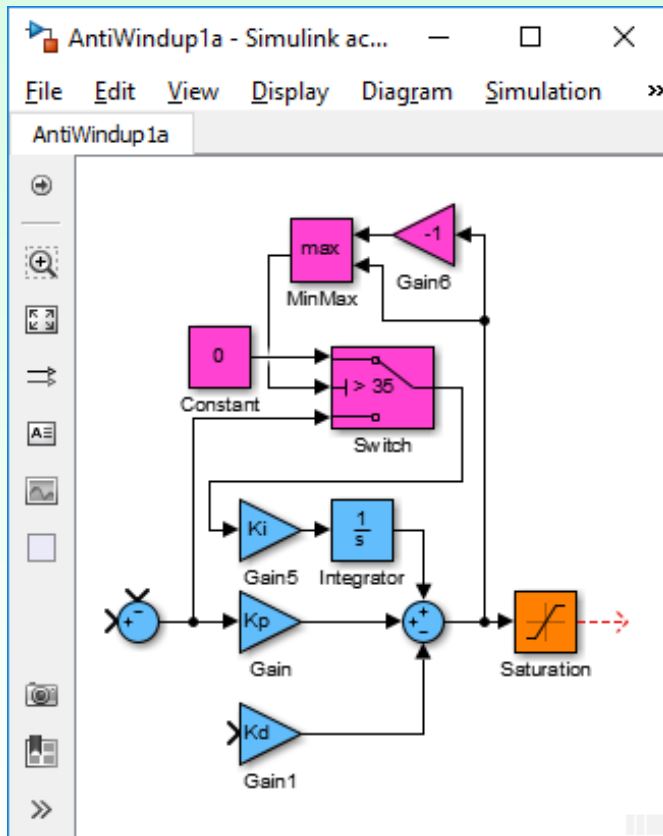 AntiWindup1a - Simulink ac...
File Edit View Display Diagram Simulation »
AntiWindup1a
max
-1
MinMax
Gain6
0
> 35
Constant
Switch
Ki
1
s
Gain5
Integrator
+ -
Kp
+ + -
Gain
Saturation
Kd
Gain1